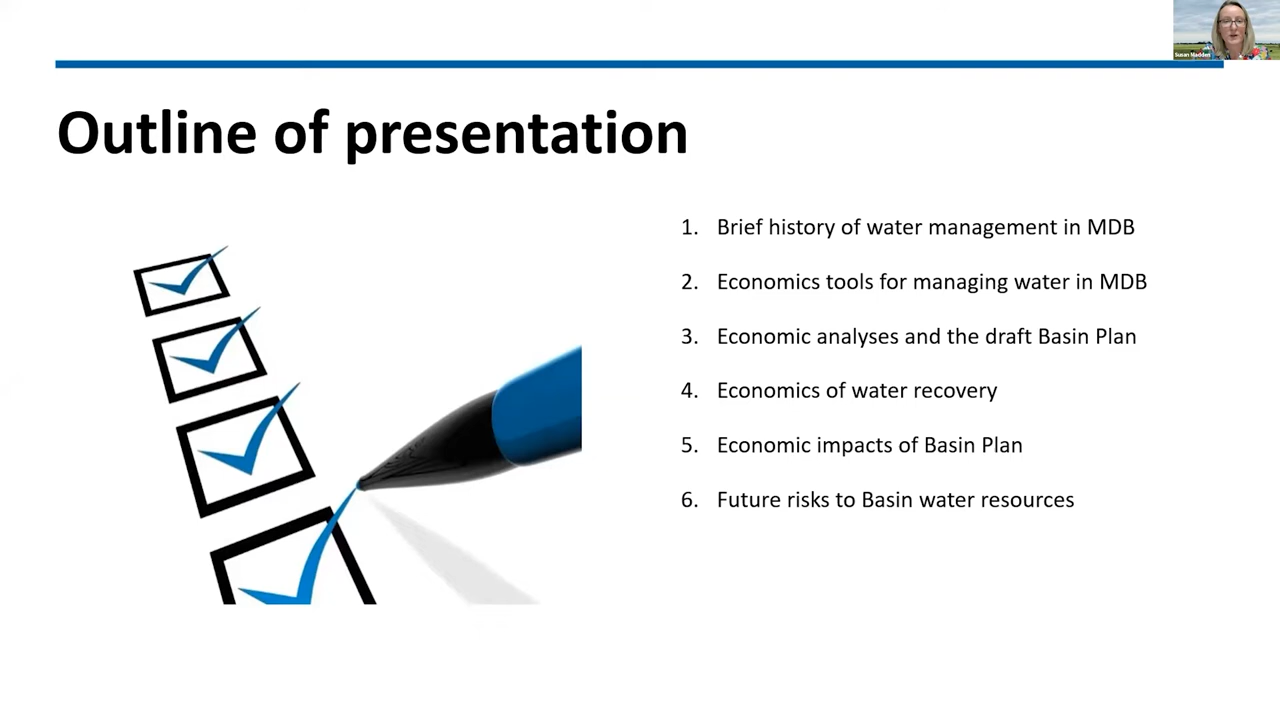 Susan Madden
Outline of presentation
1. Brief history of water management in MDB
2. Economics tools for managing water in MDB
3. Economic analyses and the draft Basin Plan
4. Economics of water recovery
5. Economic impacts of Basin Plan
6. Future risks to Basin water resources